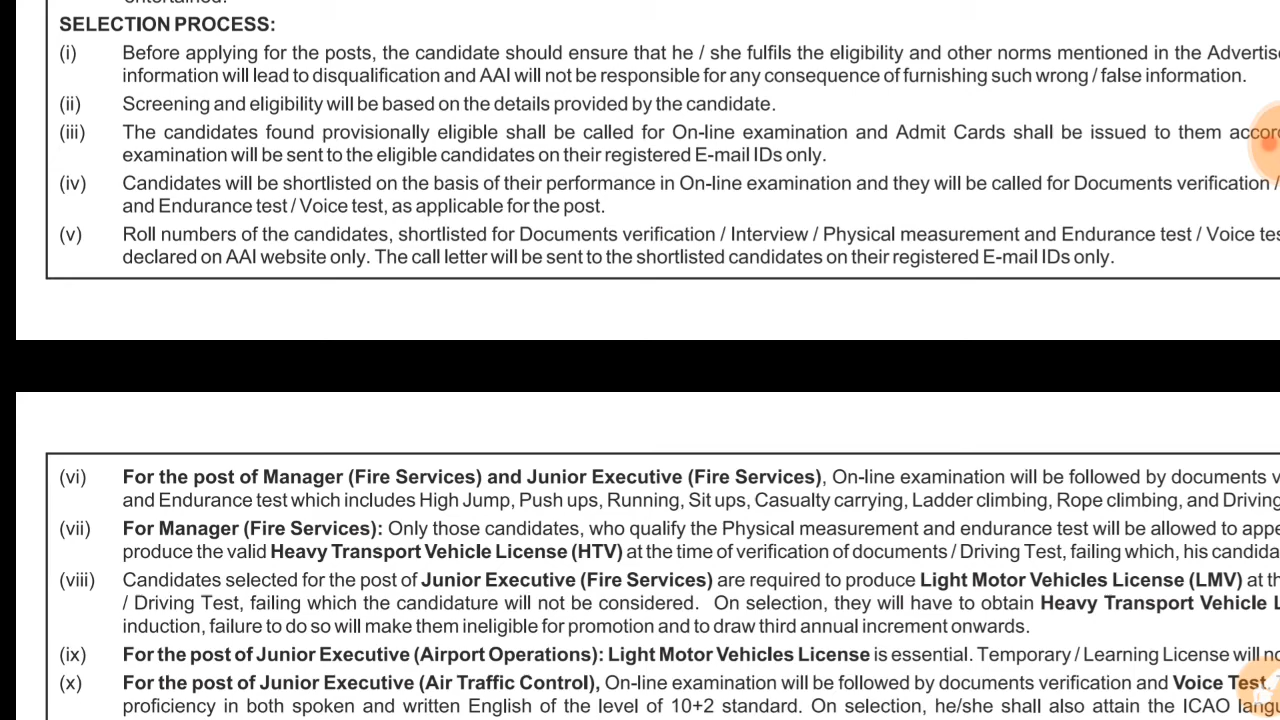 entertained.
SELECTION PROCESS:
(i) Before applying for the posts, the candidate should ensure that he / she fulfils the eligibility and other norms mentioned in the
information will lead to disqualification and AAI will not be responsible for any consequence of furnishing such wrong / false information.
(ii) Screening and eligibility will be based on the details provided by the candidate.
(iii) The candidates found provisionally eligible shall be called for On-line examination and Admit Cards shall be issued to them
examination will be sent to the eligible candidates on their registered E-mail IDs only.
(iv) Candidates will be shortlisted on the basis of their performance in On-line examination and they will be called for Documents verification /
and Endurance test / Voice test, as applicable for the post.
(v) Roll numbers of the candidates, shortlisted for Documents verification / Interview / Physical measurement and Endurance test / Voice
declared on AAI website only. The call letter will be sent to the shortlisted candidates on their registered E-mail IDs only.
(vi) For the post of Manager (Fire Services) and Junior Executive (Fire Services), On-line examination will be followed by documents
and Endurance test which includes High Jump, Push ups, Running, Sit ups, Casualty carrying, Ladder climbing, Rope climbing, and Driving
(vii) For Manager (Fire Services): Only those candidates, who qualify the Physical measurement and endurance test will be allowed to
produce the valid Heavy Transport Vehicle License (HTV) at the time of verification of documents / Driving Test, failing which, his
(viii) Candidates selected for the post of Junior Executive (Fire Services) are required to produce Light Motor Vehicles License (LMV) at
/ Driving Test, failing which the candidature will not be considered. On selection, they will have to obtain Heavy Transport Vehicle
induction, failure to do so will make them ineligible for promotion and to draw third annual increment onwards.
(ix) For the post of Junior Executive (Airport Operations): Light Motor Vehicles License is essential. Temporary / Learning License will
(x) For the post of Junior Executive (Air Traffic Control), On-line examination will be followed by documents verification and Voice Test.
proficiency in both spoken and written English of the level of 10+2 standard. On selection, he/she shall also attain the ICAO